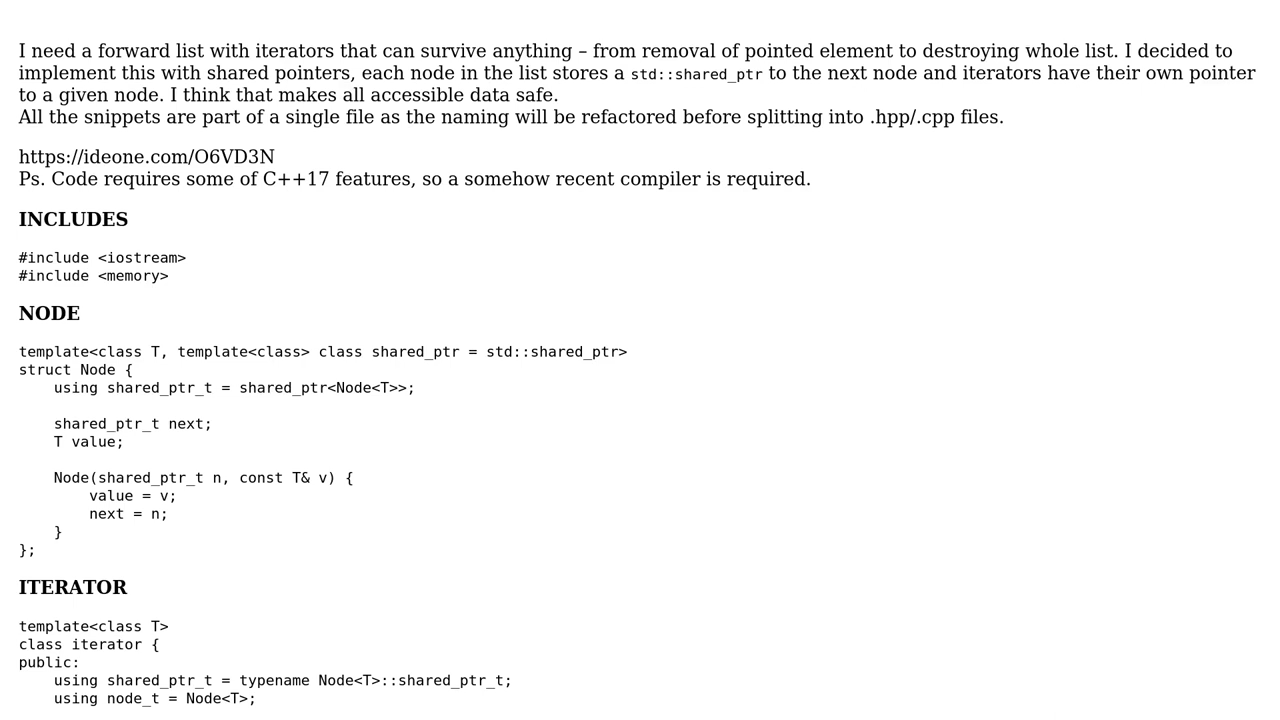 I need a forward list with iterators that can survive anything – from removal of pointed element to destroying whole list. I decided to
implement this with shared pointers, each node in the list stores a std::shared_ptr to the next node and iterators have their own pointer
to a given node. I think that makes all accessible data safe.
All the snippets are part of a single file as the naming will be refactored before splitting into .hpp/.cpp files.
https://ideone.com/O6VD3N
Ps. Code requires some of C++17 features, so a somehow recent compiler is required.
INCLUDES
#include <iostream>
#include <memory>
NODE
template<class T, template<class> class shared_ptr = std::shared_ptr>
struct Node {
    using shared_ptr_t = shared_ptr<Node<T>>;
    shared_ptr_t next;
    T value;
    Node(shared_ptr_t n, const T& v) {
        value = v;
        next = n;
    }
};
ITERATOR
template<class T>
class iterator {
public:
    using shared_ptr_t = typename Node<T>::shared_ptr_t;
    using node_t = Node<T>;